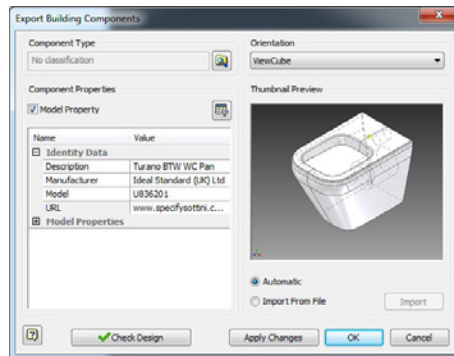 Export Building Components
Component Type
No classification
Orientation
ViewCube
Component Properties
Model Property
Name Value
Identity Data
Description Turano BTW WC Pan
Manufacturer Ideal Standard (UK) Ltd
Model U836201
URL www.specifysottini.c...
Model Properties
Thumbnail Preview
Automatic
Import From File Import
? Check Design Apply Changes OK Cancel